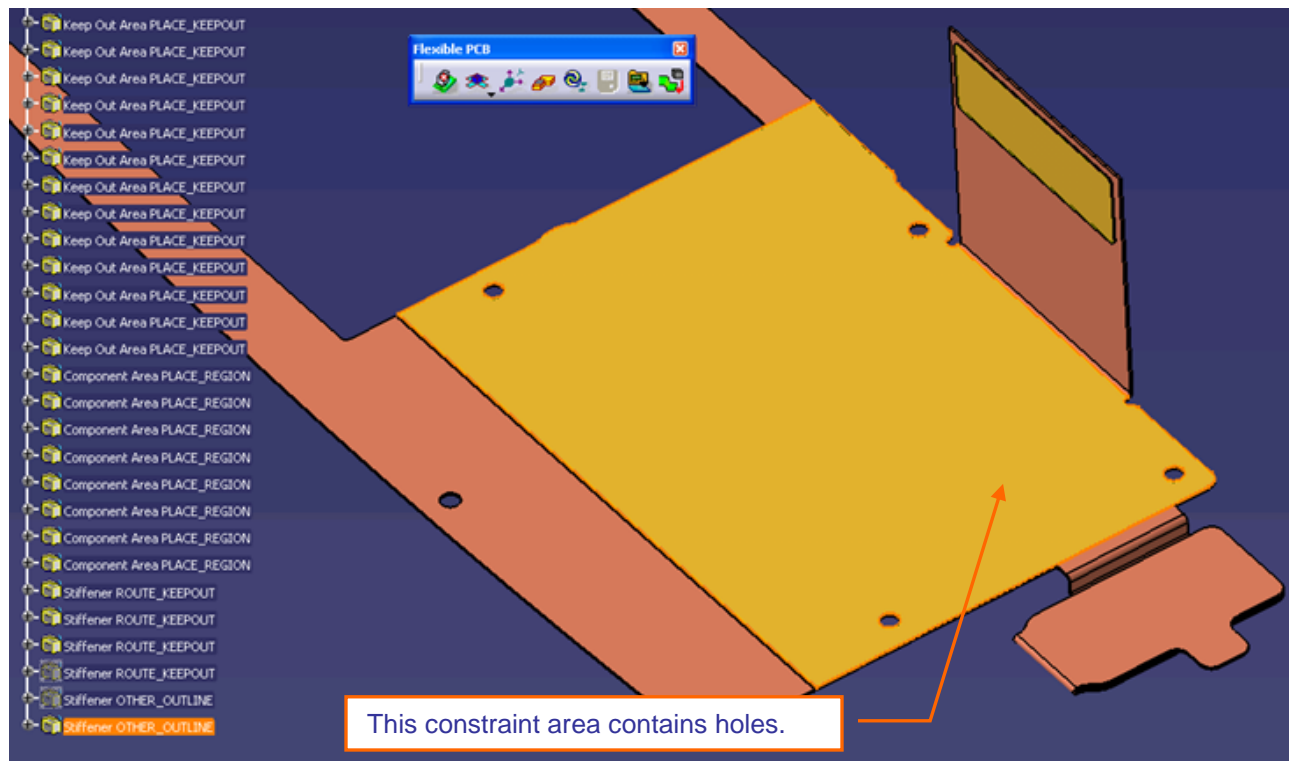 Keep Out Area PLACE_KEEPOUT
Flexible PCB
Keep Out Area PLACE_KEEPOUT
Keep Out Area PLACE_KEEPOUT
Keep Out Area PLACE_KEEPOUT
Keep Out Area PLACE_KEEPOUT
Keep Out Area PLACE_KEEPOUT
Keep Out Area PLACE_KEEPOUT
Keep Out Area PLACE_KEEPOUT
Keep Out Area PLACE_KEEPOUT
Keep Out Area PLACE_KEEPOUT
Keep Out Area PLACE_KEEPOUT
Keep Out Area PLACE_KEEPOUT
Keep Out Area PLACE_KEEPOUT
Component Area PLACE_REGION
Component Area PLACE_REGION
Component Area PLACE_REGION
Component Area PLACE_REGION
Component Area PLACE_REGION
Component Area PLACE_REGION
Component Area PLACE_REGION
Component Area PLACE_REGION
Stiffener ROUTE_KEEPOUT
Stiffener ROUTE_KEEPOUT
Stiffener ROUTE_KEEPOUT
Stiffener ROUTE_KEEPOUT
Stiffener OTHER_OUTLINE
Stiffener OTHER_OUTLINE
This constraint area contains holes.